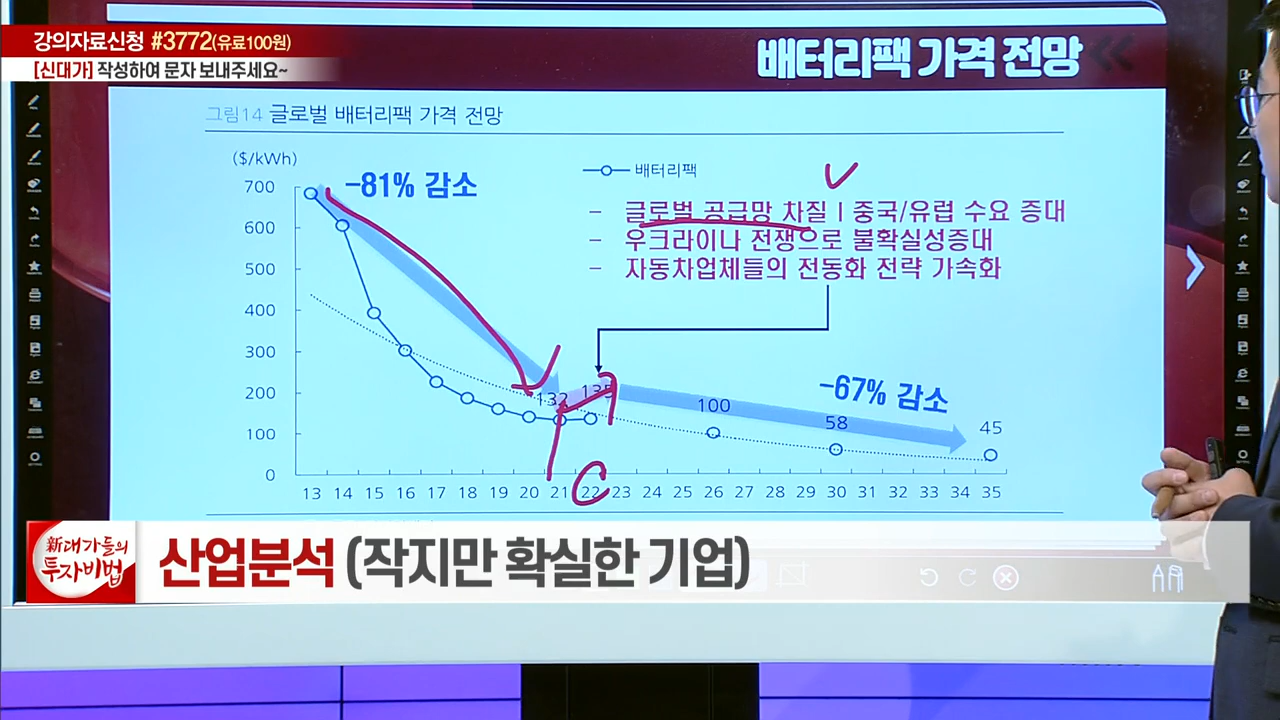 강의자료신청 #3772(유료100원)
[신대가] 작성하여 문자 보내주세요~
배터리팩 가격 전망
그림14 글로벌 배터리팩 가격 전망
($/kWh)
배터리팩
-81% 감소
- 글로벌 공급망 차질 | 중국/유럽 수요 증대
- 우크라이나 전쟁으로 불확실성증대
- 자동차업체들의 전동화 전략 가속화
-67% 감소
700
600
500
400
300
200
100
0
132 135 100 58 45
13 14 15 16 17 18 19 20 21 22 23 24 25 26 27 28 29 30 31 32 33 34 35
C
新대가들의
투자비법
산업분석 (작지만 확실한 기업)